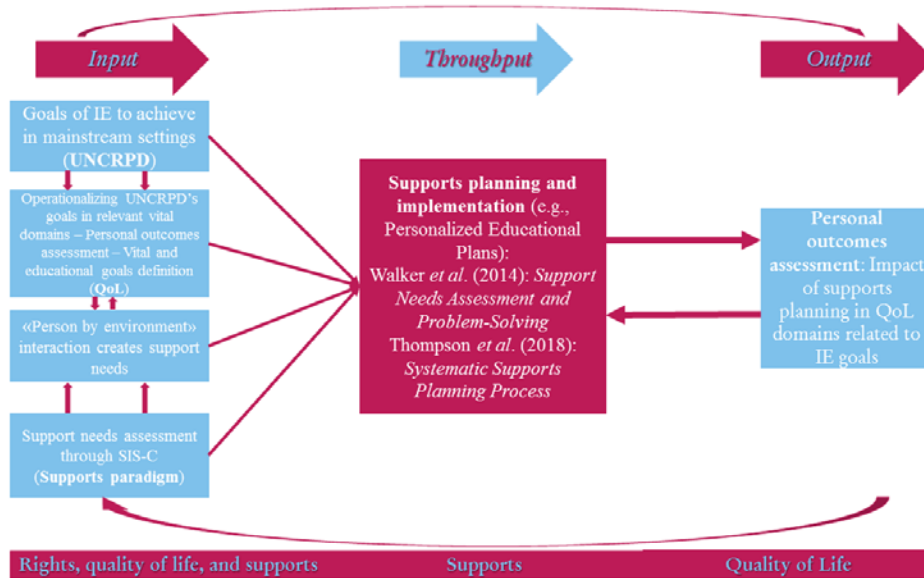 Input
Throughput
Output
Goals of IE to achieve
in mainstream settings
(UNCRPD)
Operationalizing UNCRPD's
goals in relevant vital
domains – Personal outcomes
assessment – Vital and
educational goals definition
(QoL)
«Person by environment»
interaction creates support
needs
Support needs assessment
through SIS-C
(Supports paradigm)
Supports planning and
implementation (e.g.,
Personalized Educational
Plans):
Walker et al. (2014): Support
Needs Assessment and
Problem-Solving
Thompson et al. (2018):
Systematic Supports
Planning Process
Personal
outcomes
assessment: Impact
of supports
planning in QoL
domains related to
IE goals
Rights, quality of life, and supports
Supports
Quality of Life